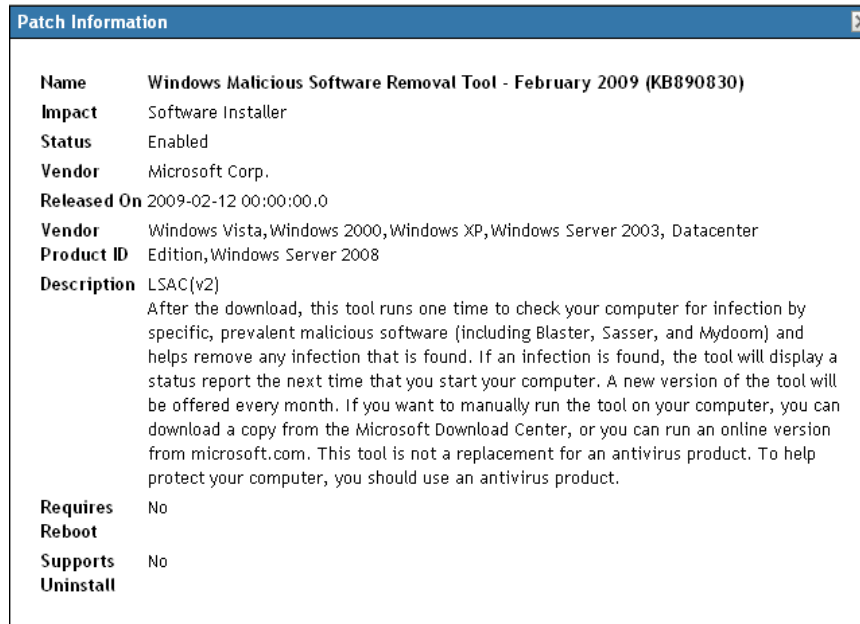 Patch Information
Name Windows Malicious Software Removal Tool - February 2009 (KB890830)
Impact Software Installer
Status Enabled
Vendor Microsoft Corp.
Released On 2009-02-12 00:00:00.0
Vendor Windows Vista,Windows 2000,Windows XP,Windows Server 2003, Datacenter
Product ID Edition,Windows Server 2008
Description LSAC(v2)
After the download, this tool runs one time to check your computer for infection by
specific, prevalent malicious software (including Blaster, Sasser, and Mydoom) and
helps remove any infection that is found. If an infection is found, the tool will display a
status report the next time that you start your computer. A new version of the tool will
be offered every month. If you want to manually run the tool on your computer, you can
download a copy from the Microsoft Download Center, or you can run an online version
from microsoft.com. This tool is not a replacement for an antivirus product. To help
protect your computer, you should use an antivirus product.
Requires No
Reboot
Supports No
Uninstall